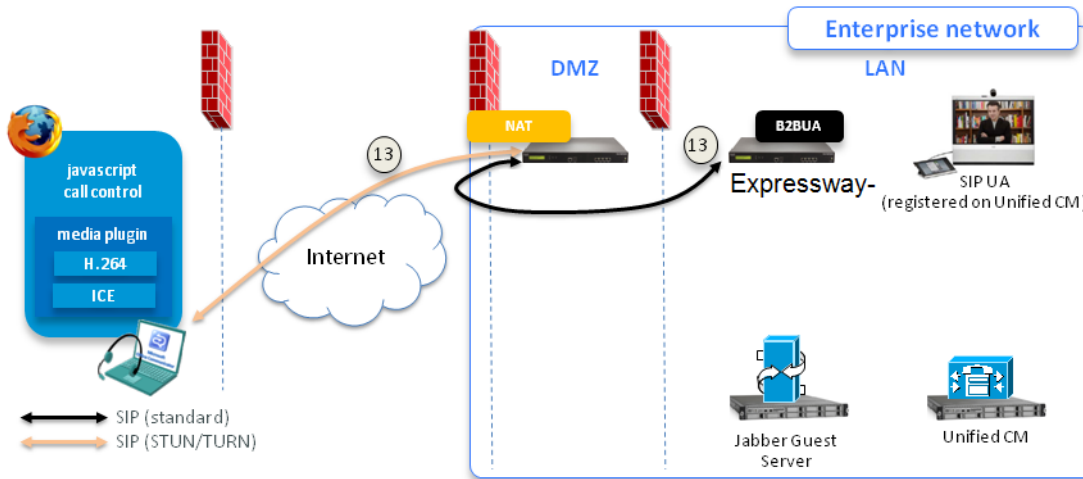 Enterprise network
DMZ
LAN
NAT
B2BUA
13
13
javascript
call control
media plugin
H.264
ICE
Internet
Expressway-
SIP UA
(registered on Unified CM)
SIP (standard)
SIP (STUN/TURN)
Jabber Guest
Server
Unified CM